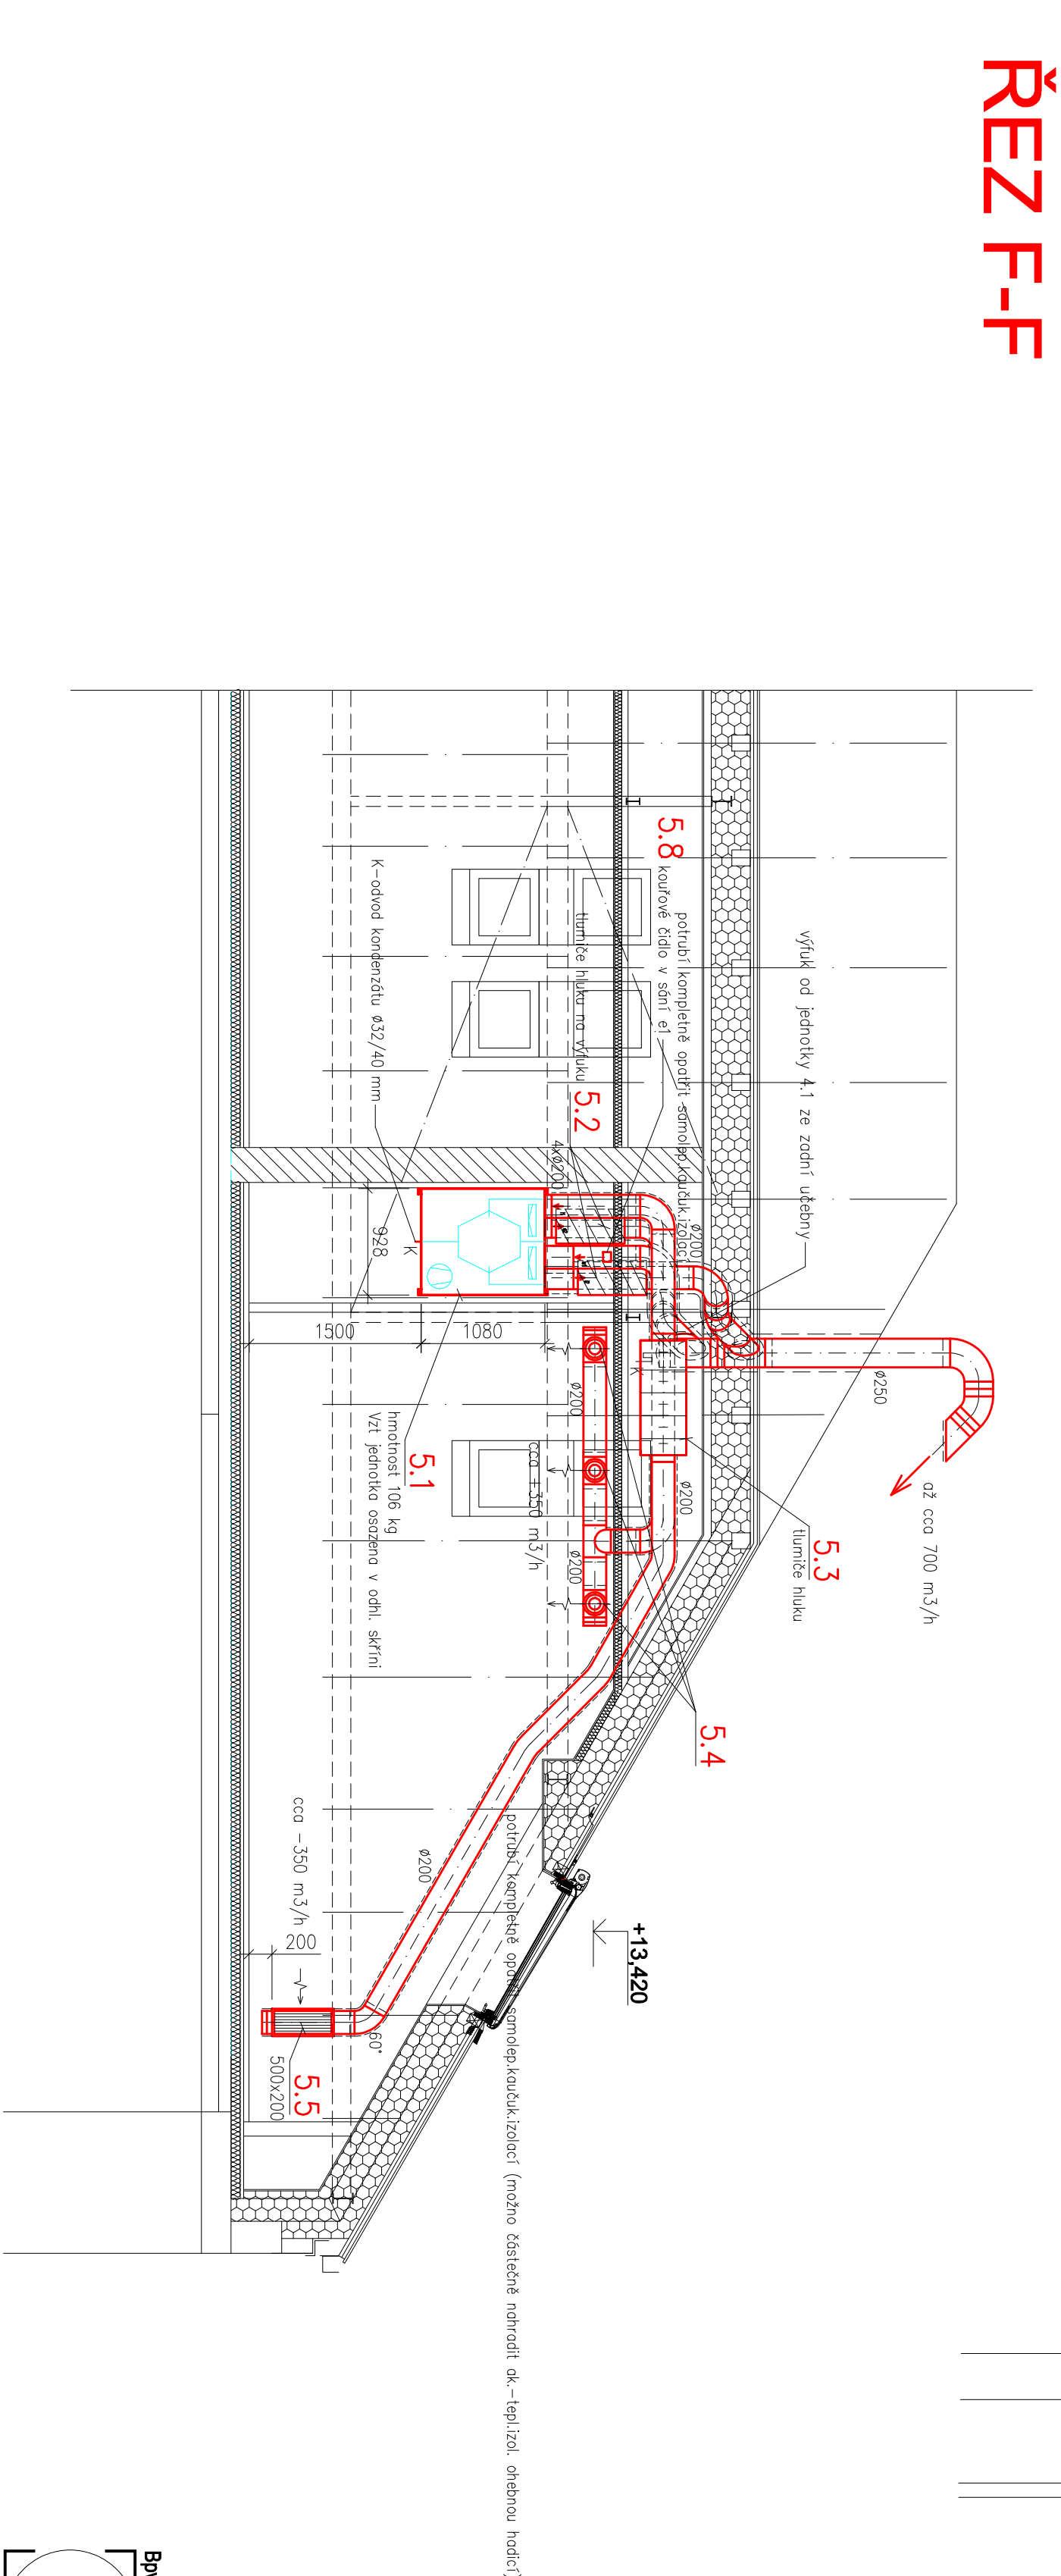 ŘEZ F-F
až cca 700 m3/h
ø250
výfuk od jednotky 4.1 ze zadní učebny
5.3
tlumiče hluku
5.8
kouřové čidlo v sání e1
potrubí kompletně opatřit samolep.kaučuk.izolací
ø200
ø200
5.4
tlumiče hluku na výfuku
5.2
4xø200
ø200
ø200
cca +350 m3/h
+13,420
1500
1080
928
K
K
K-odvod kondenzátu ø32/40 mm
5.1
hmotnost 106 kg
Vzt jednotka osazena v odhl. skříni
potrubí kompletně opatřit samolep.kaučuk.izolací (možno částečně nahradit ak.-tepl.izol. ohebnou hadicí)
ø200
60°
cca -350 m3/h
200
5.5
500x200